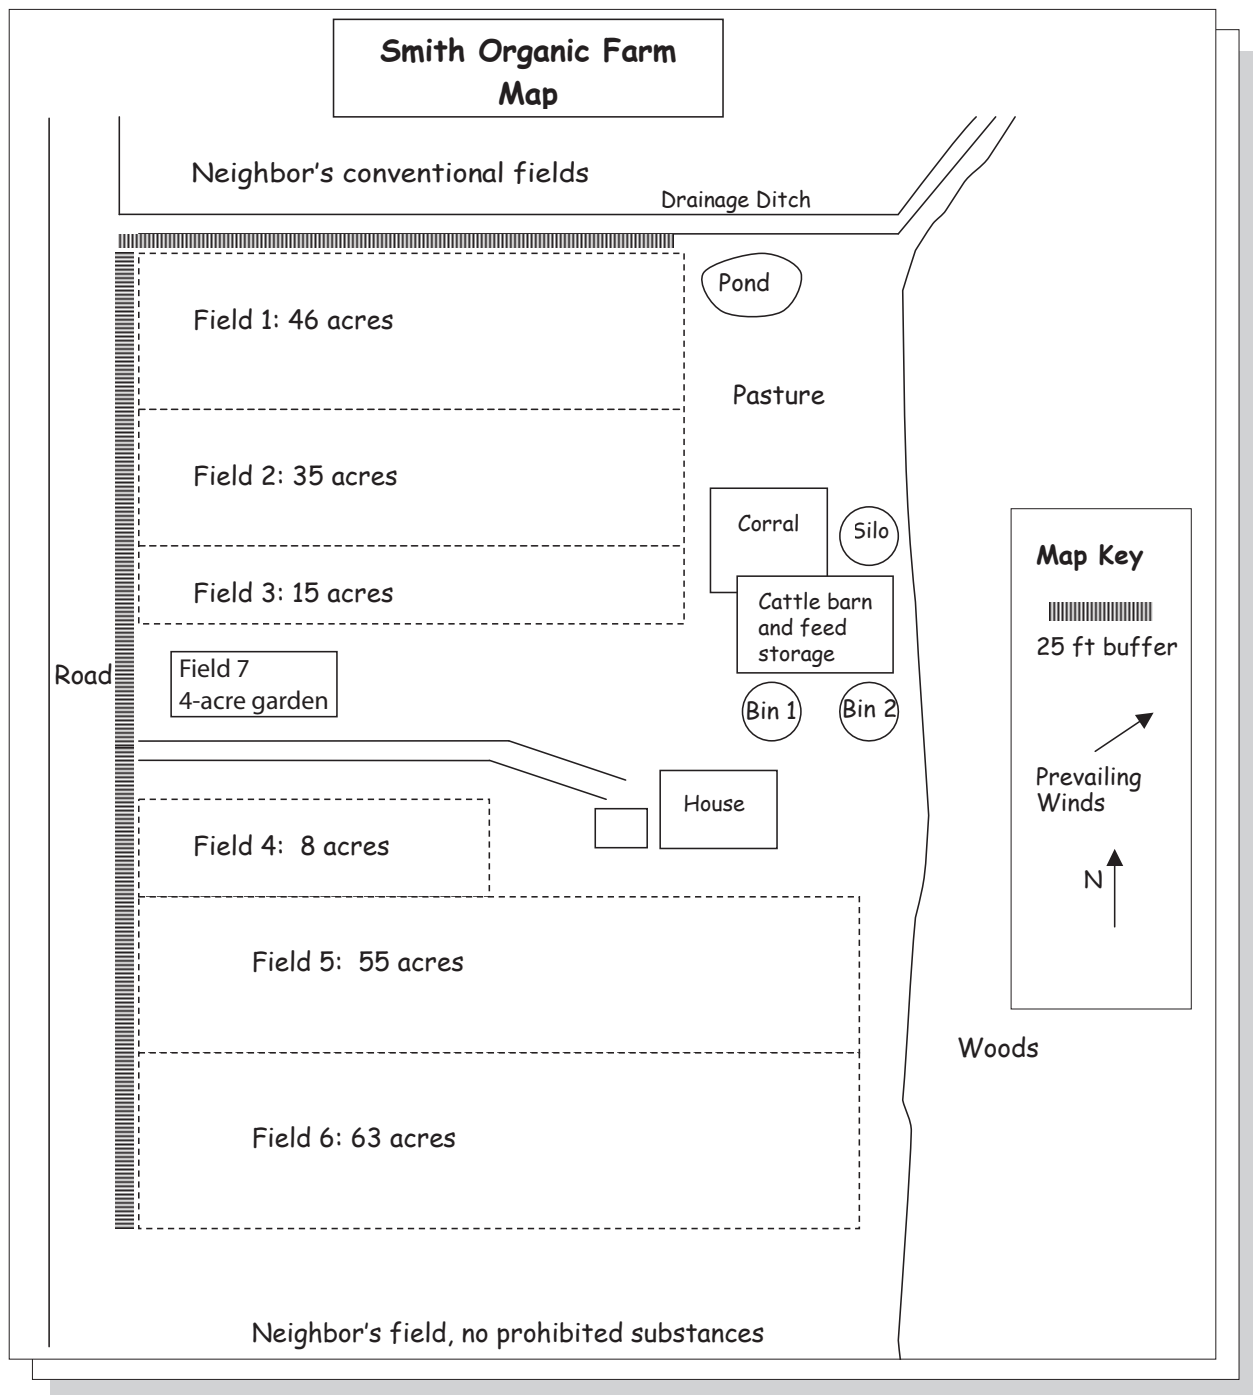 Smith Organic Farm
Map
Neighbor's conventional fields
Drainage Ditch
Pond
Field 1: 46 acres
Pasture
Field 2: 35 acres
Corral
Silo
Field 3: 15 acres
Cattle barn
and feed
storage
Road
Field 7
4-acre garden
Bin 1
Bin 2
House
Field 4:  8 acres
Field 5:  55 acres
Field 6: 63 acres
Map Key
25 ft buffer
Prevailing
Winds
N
Woods
Neighbor's field, no prohibited substances